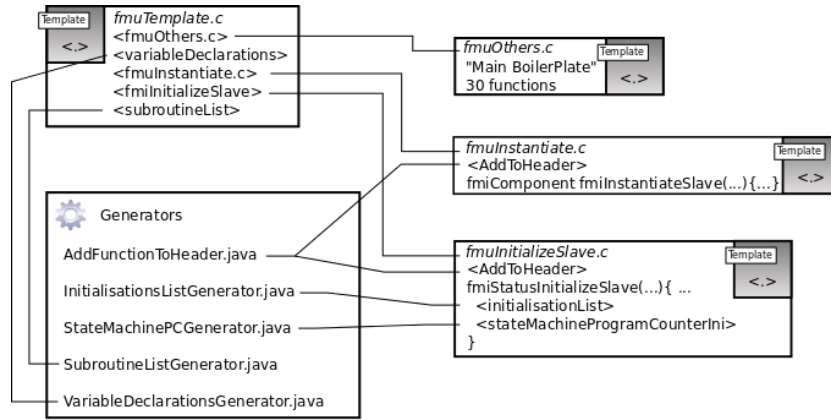 Template
<.>
fmuTemplate.c
<fmuOthers.c>
<variableDeclarations>
<fmuInstantiate.c>
<fmiInitializeSlave>
<subroutineList>
fmuOthers.c
"Main BoilerPlate"
30 functions
Template
<.>
fmuInstantiate.c
<AddToHeader>
fmiComponent fmiInstantiateSlave(...){...}
Template
<.>
Generators
AddFunctionToHeader.java
InitialisationsListGenerator.java
StateMachinePCGenerator.java
SubroutineListGenerator.java
VariableDeclarationsGenerator.java
fmuInitializeSlave.c
<AddToHeader>
fmiStatusInitializeSlave(...){ ...
<initialisationList>
<stateMachineProgramCounterIni>
}
Template
<.>